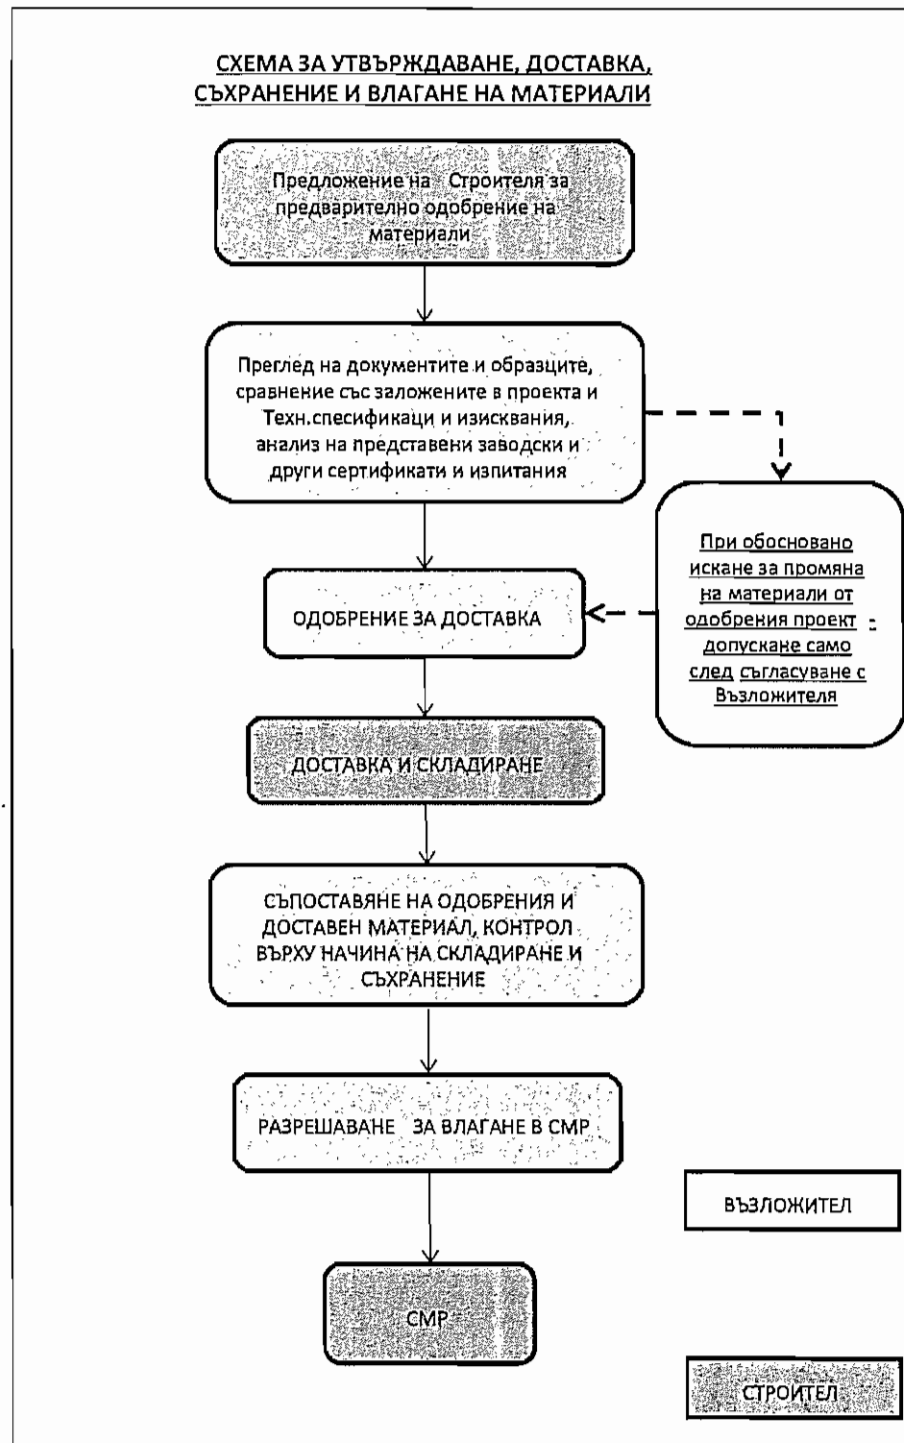 СХЕМА ЗА УТВЪРЖДАВАНЕ, ДОСТАВКА,
СЪХРАНЕНИЕ И ВЛАГАНЕ НА МАТЕРИАЛИ
Предложение на Строителя за
предварително одобрение на
материали
Преглед на документите и образците,
сравнение със заложените в проекта и
Техн.спесификаци и изисквания,
анализ на представени заводски и
други сертификати и изпитания
При обосновано
искане за промяна
на материали от
одобрения проект -
допускане само
след съгласуване с
Възложителя
ОДОБРЕНИЕ ЗА ДОСТАВКА
ДОСТАВКА И СКЛАДИРАНЕ
СЪПОСТАВЯНЕ НА ОДОБРЕНИЯ И
ДОСТАВЕН МАТЕРИАЛ, КОНТРОЛ
ВЪРХУ НАЧИНА НА СКЛАДИРАНЕ И
СЪХРАНЕНИЕ
РАЗРЕШАВАНЕ ЗА ВЛАГАНЕ В СМР
ВЪЗЛОЖИТЕЛ
СМР
СТРОИТЕЛ